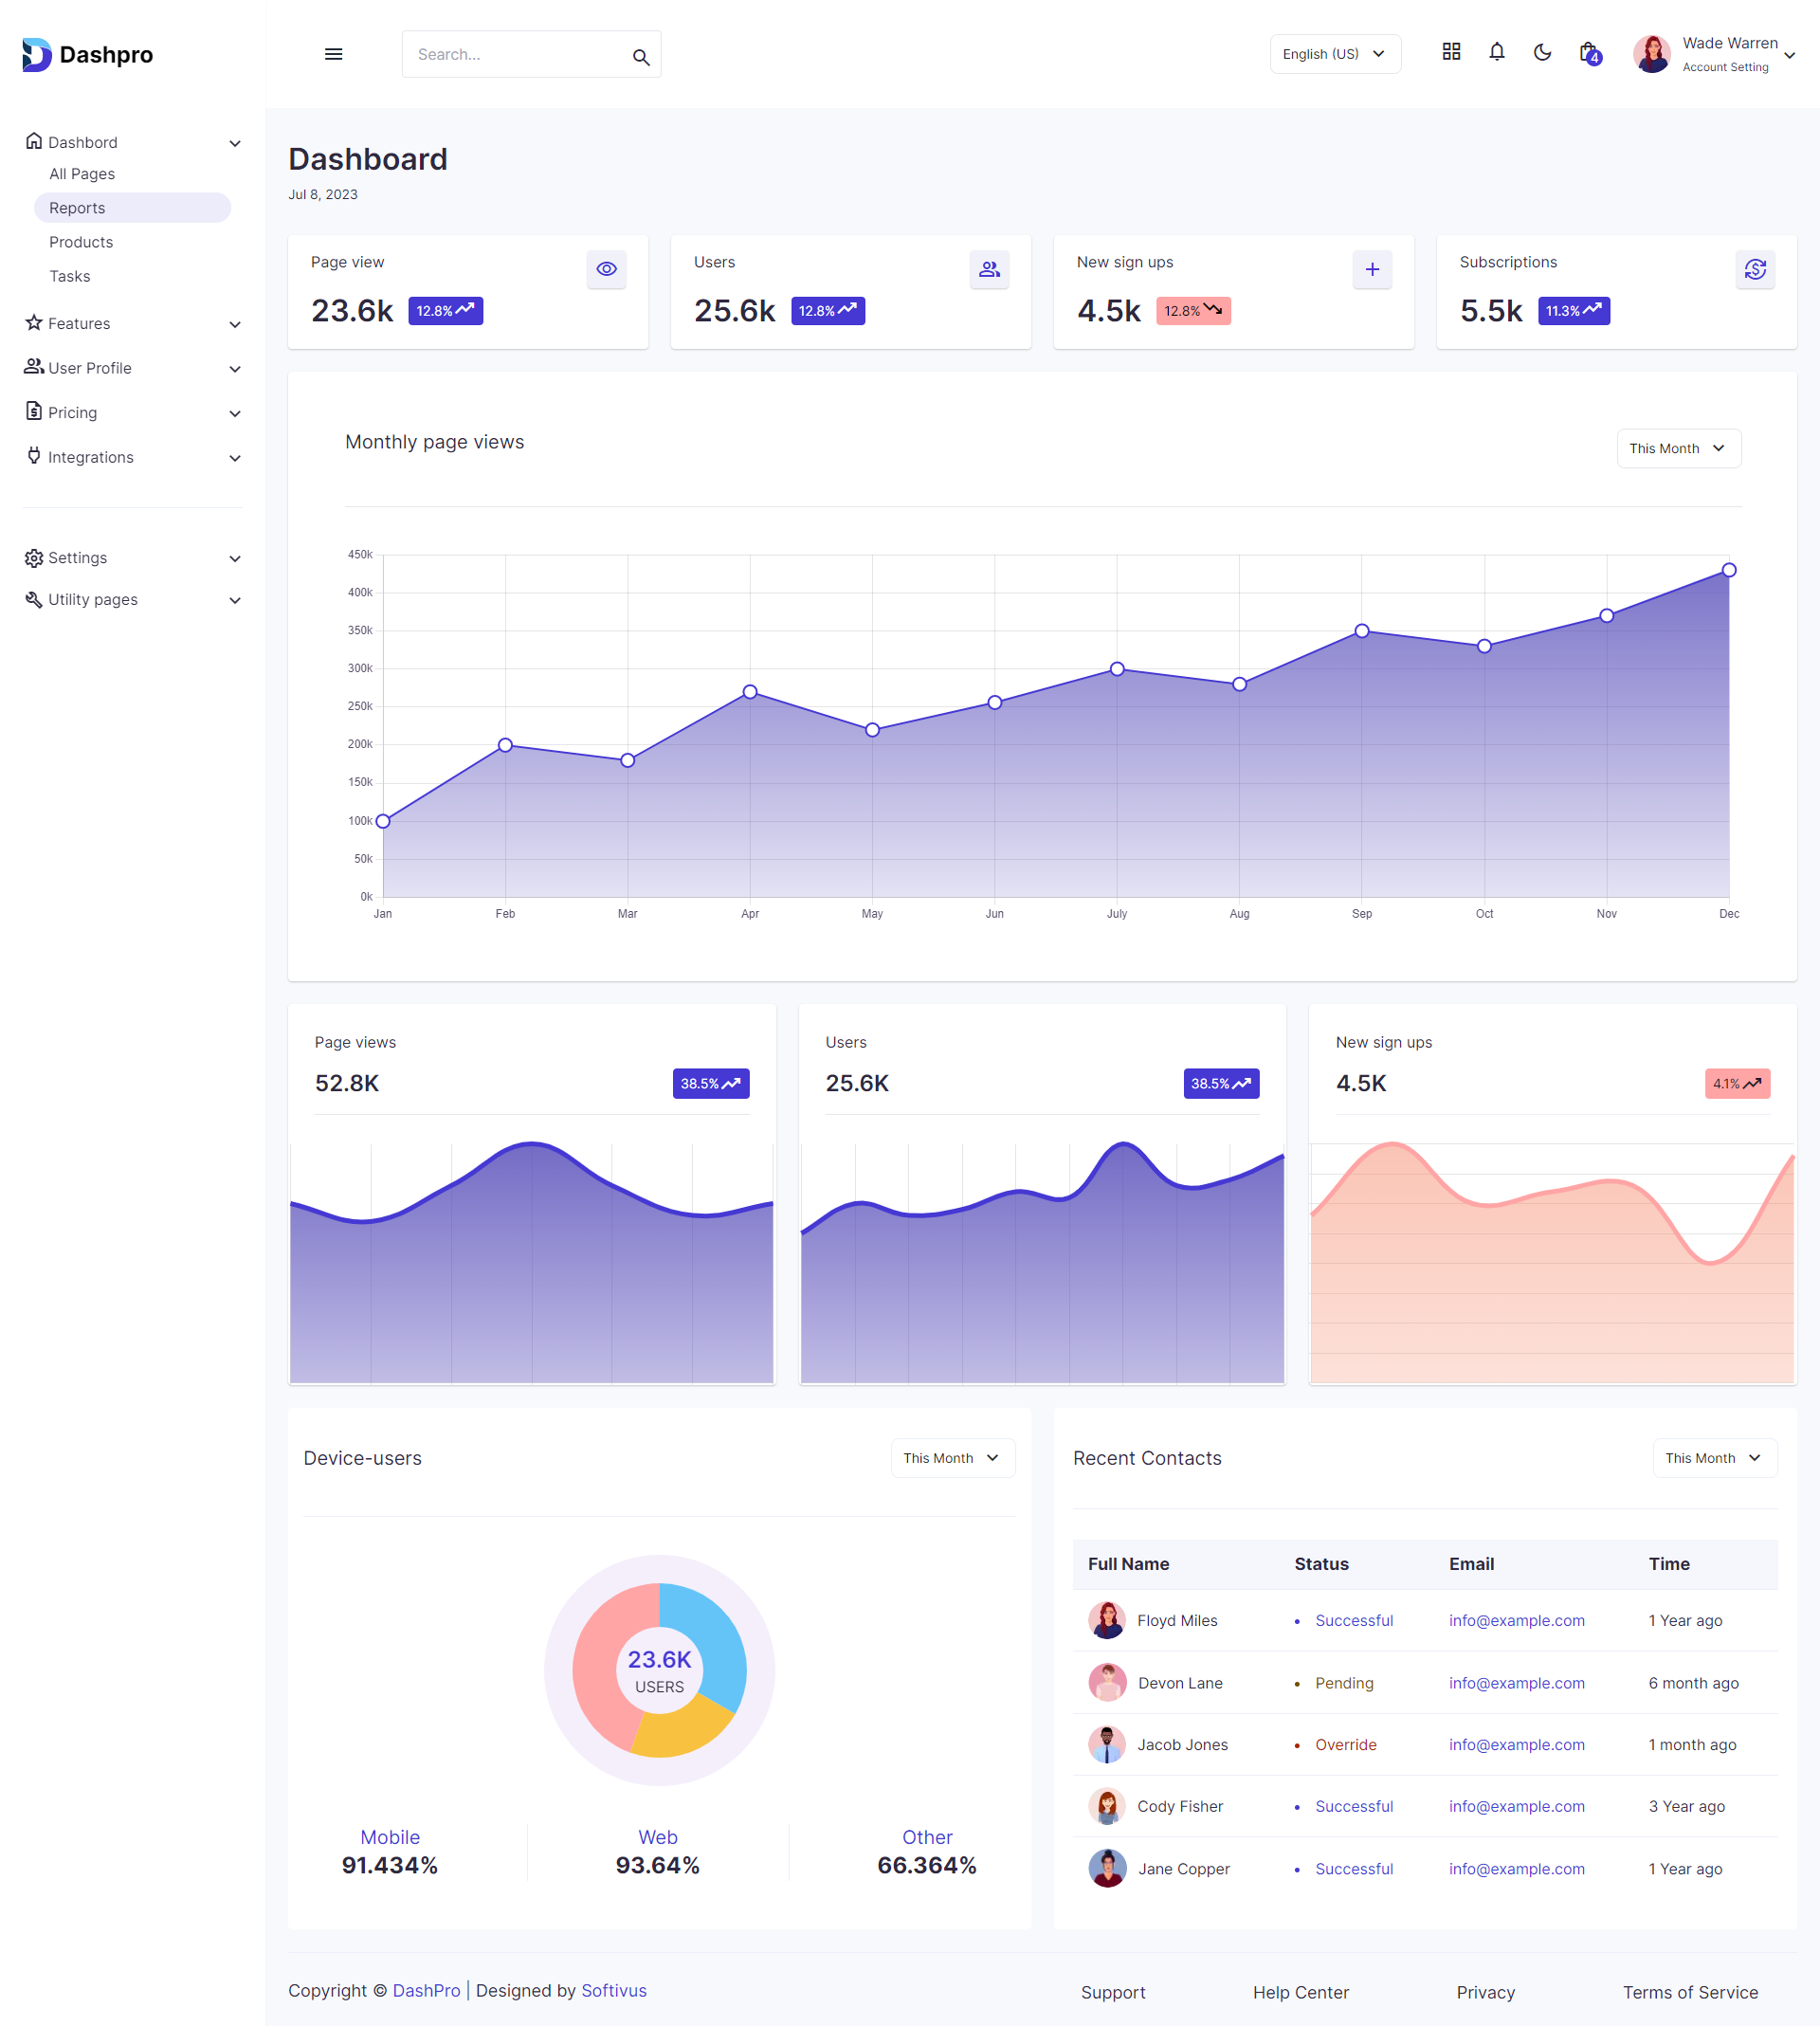 Dashpro
Search...
English (US)
4
Wade Warren
Account Setting
Dashbord
All Pages
Reports
Products
Tasks
Features
User Profile
Pricing
Integrations
Settings
Utility pages
Dashboard
Jul 8, 2023
Page view
23.6k 12.8%
Users
25.6k 12.8%
New sign ups
4.5k 12.8%
Subscriptions
5.5k 11.3%
Monthly page views
This Month
450k
400k
350k
300k
250k
200k
150k
100k
50k
0k
Jan Feb Mar Apr May Jun July Aug Sep Oct Nov Dec
Page views
52.8K 38.5%
Users
25.6K 38.5%
New sign ups
4.5K 4.1%
Device-users
This Month
23.6K
USERS
Mobile
91.434%
Web
93.64%
Other
66.364%
Recent Contacts
This Month
Full Name Status Email Time
Floyd Miles • Successful info@example.com 1 Year ago
Devon Lane • Pending info@example.com 6 month ago
Jacob Jones • Override info@example.com 1 month ago
Cody Fisher • Successful info@example.com 3 Year ago
Jane Copper • Successful info@example.com 1 Year ago
Copyright © DashPro | Designed by Softivus
Support Help Center Privacy Terms of Service